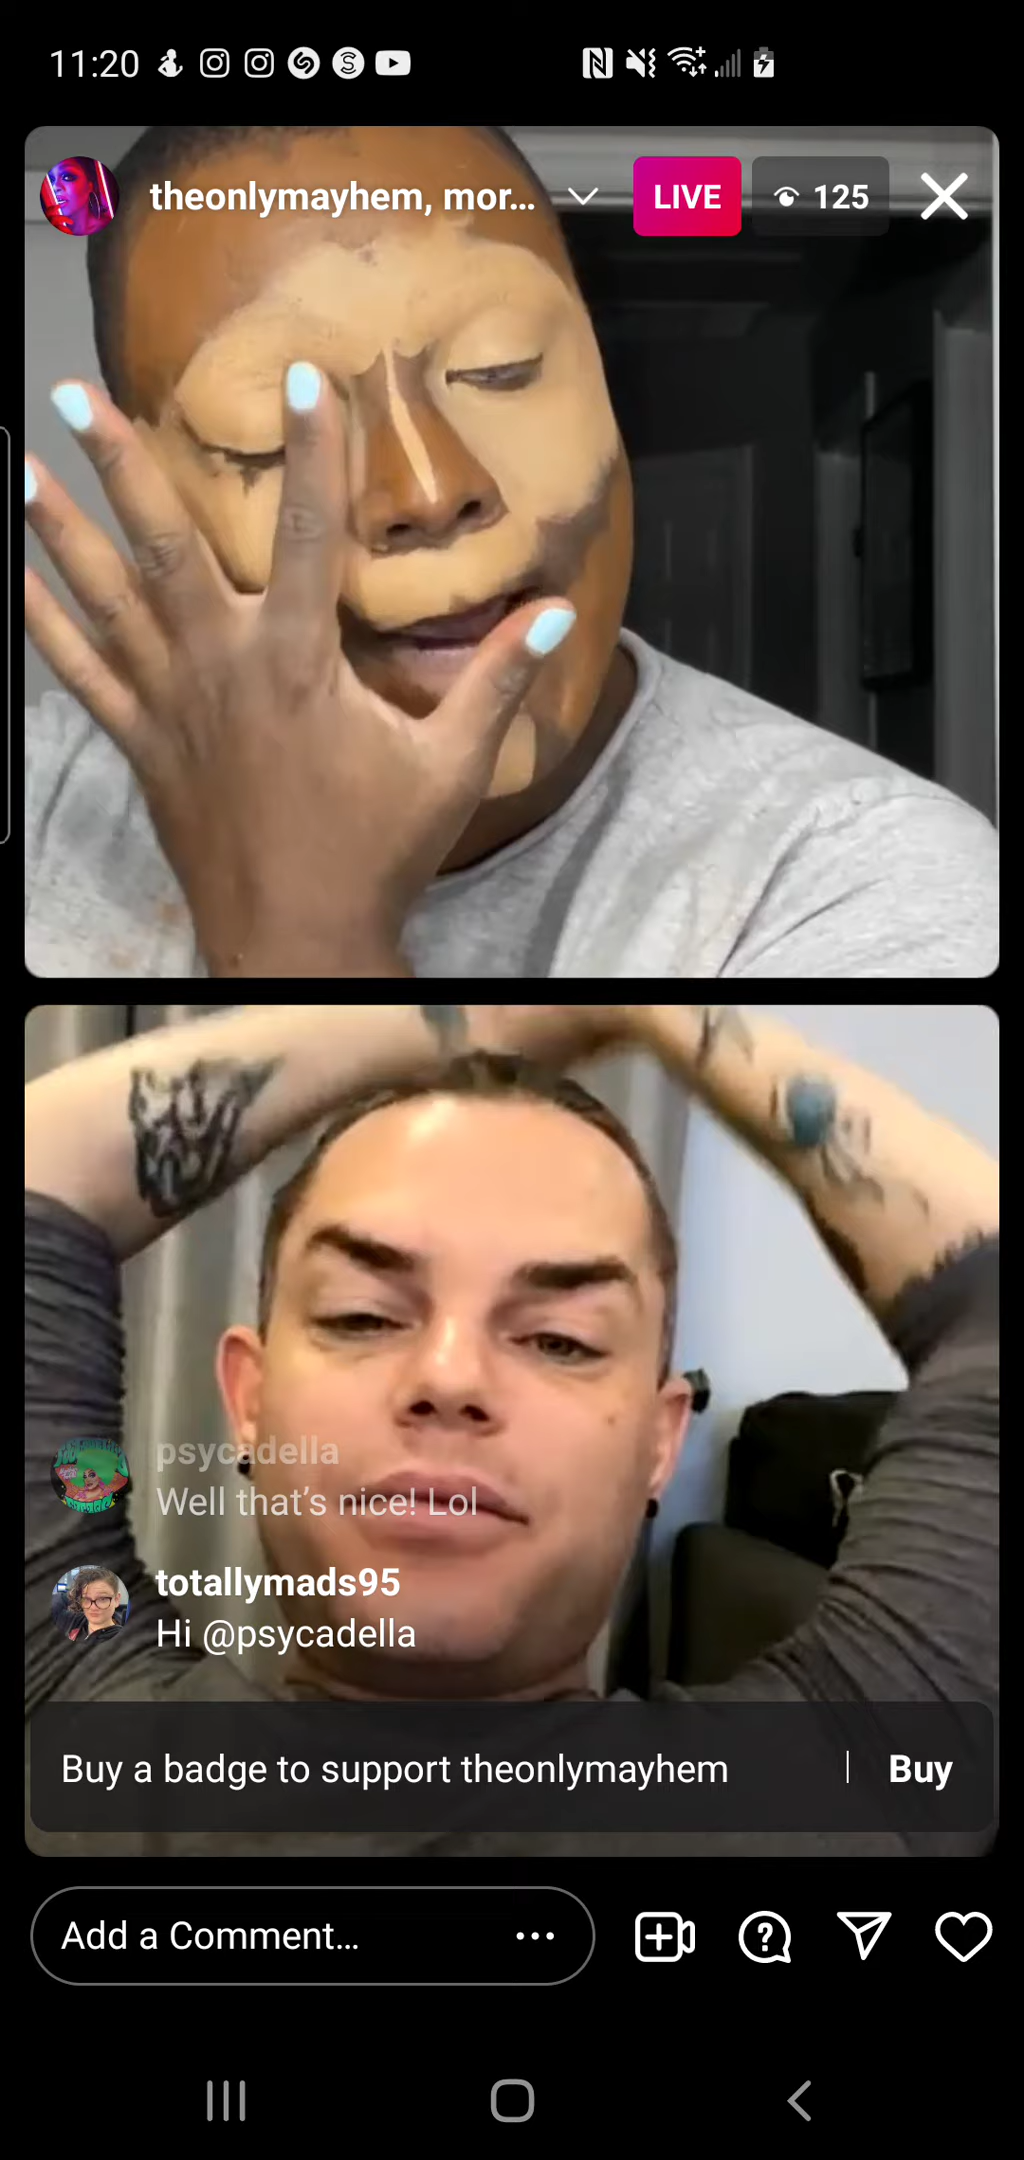 11:20
theonlymayhem, mor...
LIVE
125
psycadella
Well that's nice! Lol
totallymads95
Hi @psycadella
Buy a badge to support theonlymayhem | Buy
Add a Comment...